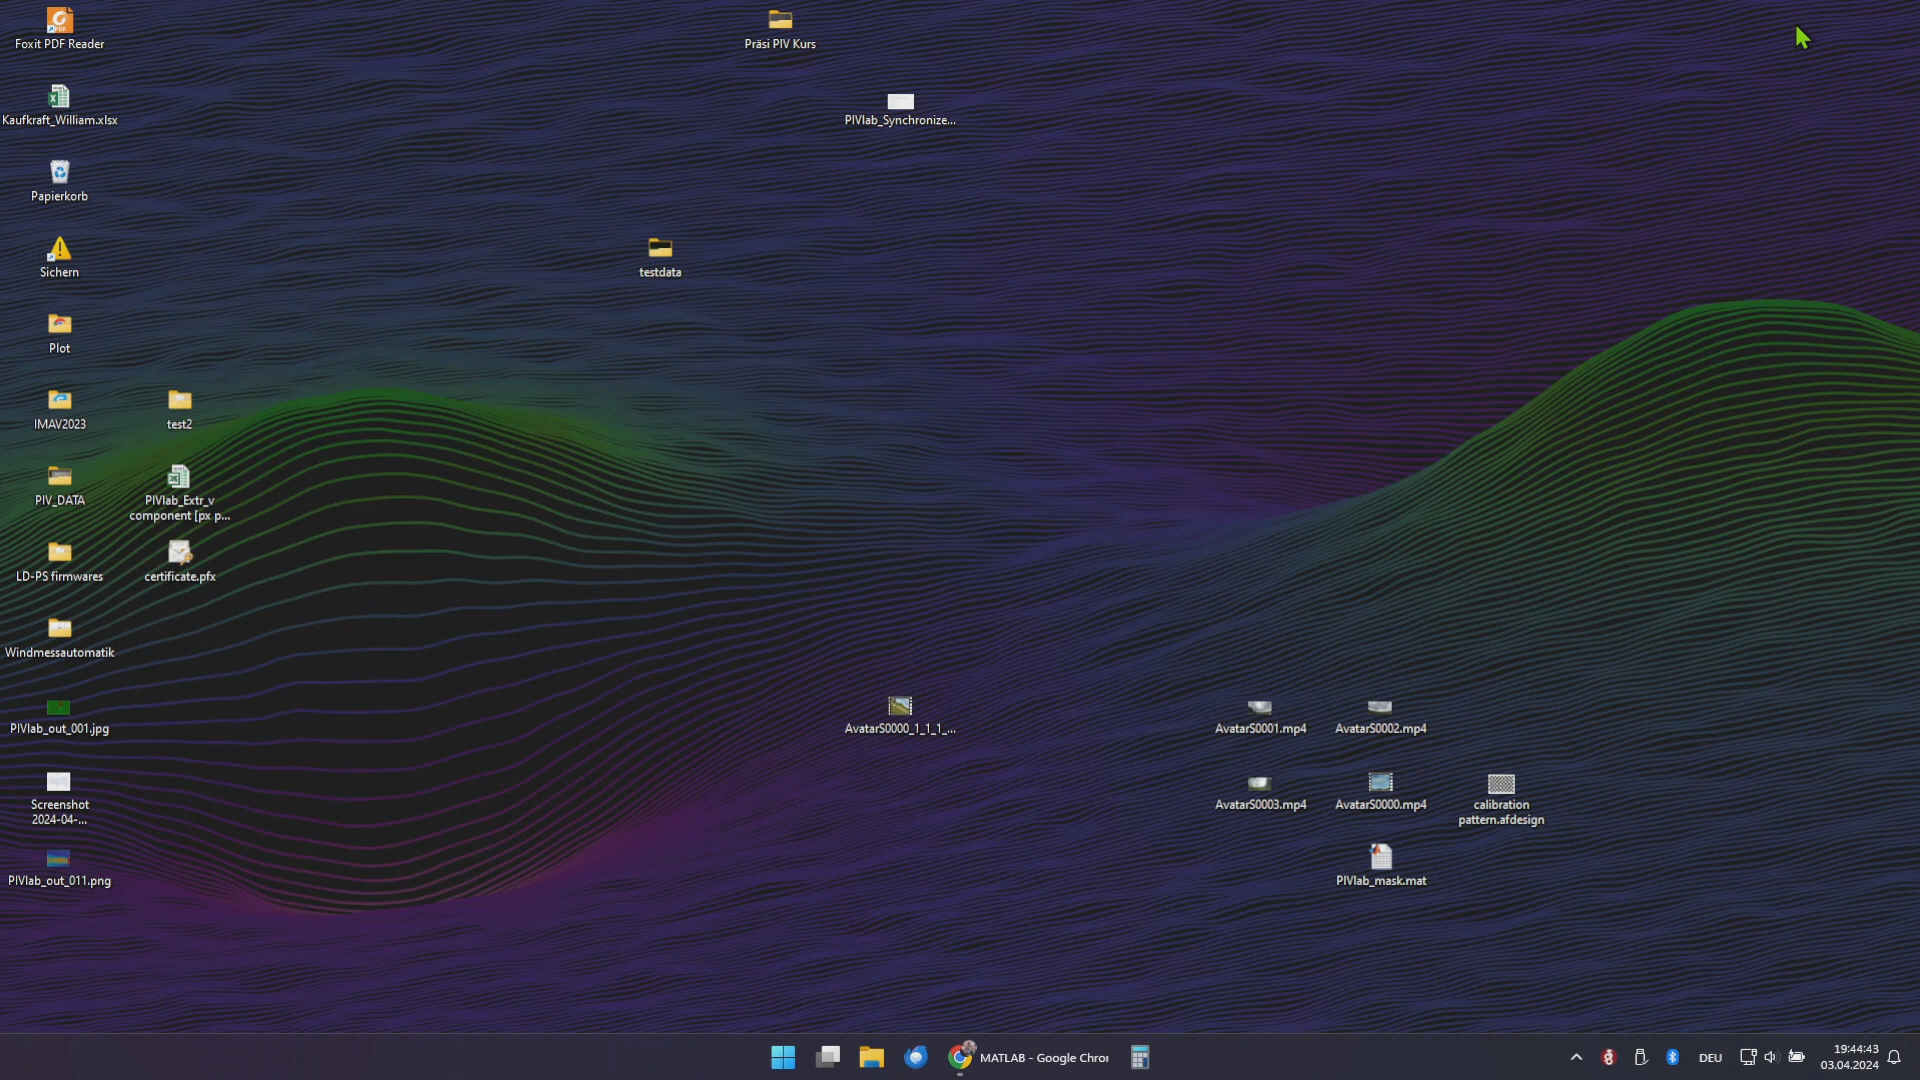 Foxit PDF Reader
Präsi PIV Kurs
Kaufkraft_William.xlsx
PIVlab_Synchronize...
Papierkorb
Sichern
testdata
Plot
IMAV2023
test2
PIV_DATA
PIVlab_Extr_v
component [px p...
LD-PS firmwares
certificate.pfx
Windmessautomatik
PIVlab_out_001.jpg
AvatarS0000_1_1_1_...
AvatarS0001.mp4
AvatarS0002.mp4
Screenshot
2024-04-...
AvatarS0003.mp4
AvatarS0000.mp4
calibration
pattern.afdesign
PIVlab_out_011.png
PIVlab_mask.mat
MATLAB - Google Chro
DEU
19:44:43
03.04.2024